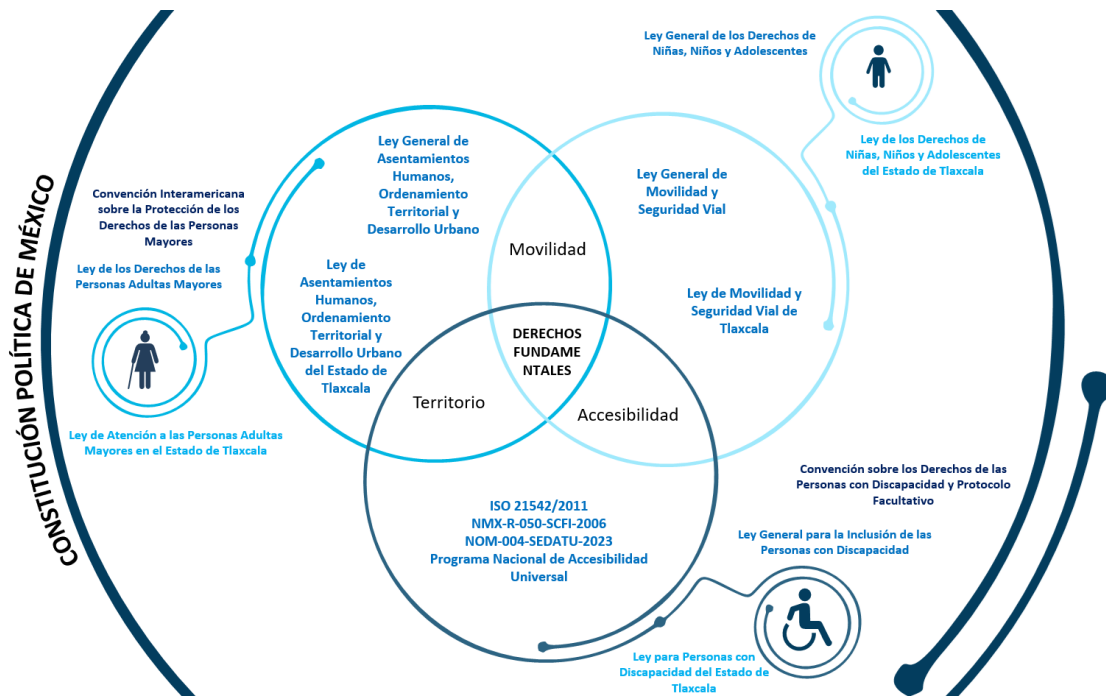 CONSTITUCIÓN POLÍTICA DE MÉXICO
Convención Interamericana
sobre la Protección de los
Derechos de las Personas
Mayores
Ley de los Derechos de las
Personas Adultas Mayores
Ley de Atención a las Personas Adultas
Mayores en el Estado de Tlaxcala
Ley General de
Asentamientos
Humanos,
Ordenamiento
Territorial y
Desarrollo Urbano
Ley de
Asentamientos
Humanos,
Ordenamiento
Territorial y
Desarrollo Urbano
del Estado de
Tlaxcala
Movilidad
DERECHOS
FUNDAME
NTALES
Territorio
Accesibilidad
Ley General de
Movilidad y
Seguridad Vial
Ley de Movilidad y
Seguridad Vial de
Tlaxcala
Ley General de los Derechos de
Niñas, Niños y Adolescentes
Ley de los Derechos de
Niñas, Niños y Adolescentes
del Estado de Tlaxcala
ISO 21542/2011
NMX-R-050-SCFI-2006
NOM-004-SEDATU-2023
Programa Nacional de Accesibilidad
Universal
Convención sobre los Derechos de las
Personas con Discapacidad y Protocolo
Facultativo
Ley General para la Inclusión de las
Personas con Discapacidad
Ley para Personas con
Discapacidad del Estado de
Tlaxcala